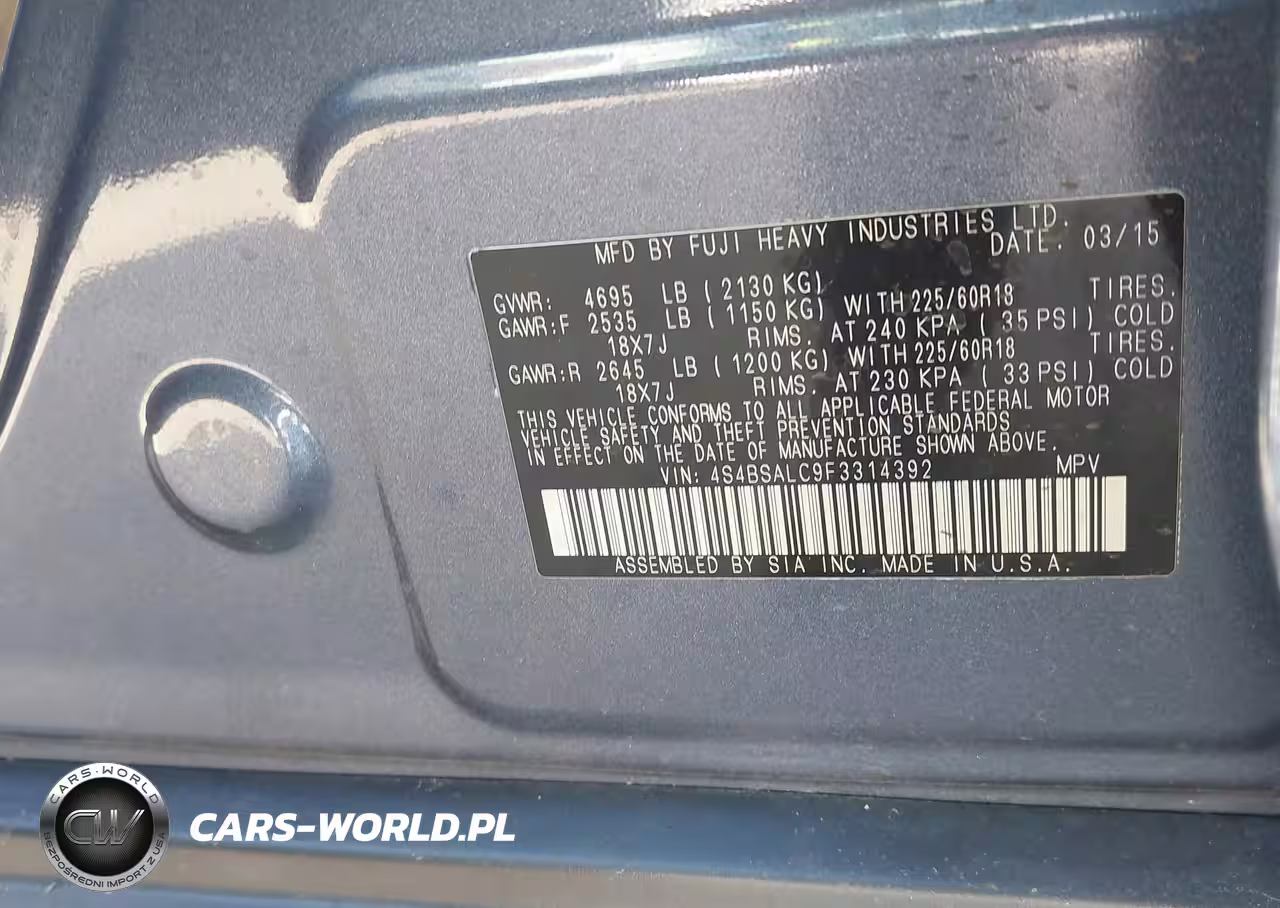 MFD BY FUJI HEAVY INDUSTRIES LTD.
DATE. 03/15
GVWR: 4695 LB (2130 KG)
GAWR:F 2535 LB (1150 KG) WITH 225/60R18 TIRES.
18X7J RIMS. AT 240 KPA (35 PSI) COLD
GAWR:R 2645 LB (1200 KG) WITH 225/60R18 TIRES.
18X7J RIMS. AT 230 KPA (33 PSI) COLD
THIS VEHICLE CONFORMS TO ALL APPLICABLE FEDERAL MOTOR
VEHICLE SAFETY AND THEFT PREVENTION STANDARDS
IN EFFECT ON THE DATE OF MANUFACTURE SHOWN ABOVE.
VIN: 4S4BSALC9F3314392 MPV
ASSEMBLED BY SIA INC. MADE IN U.S.A.
CARS-WORLD
CW
BEZPOŚREDNI IMPORT Z USA
CARS-WORLD.PL